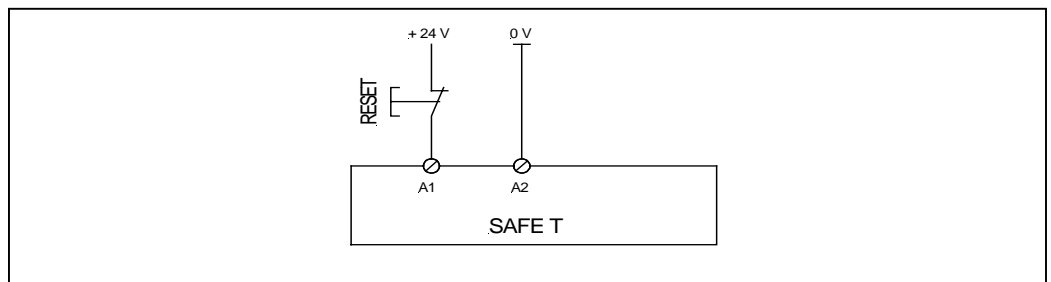 + 24 V
0 V
RESET
A1
A2
SAFE T